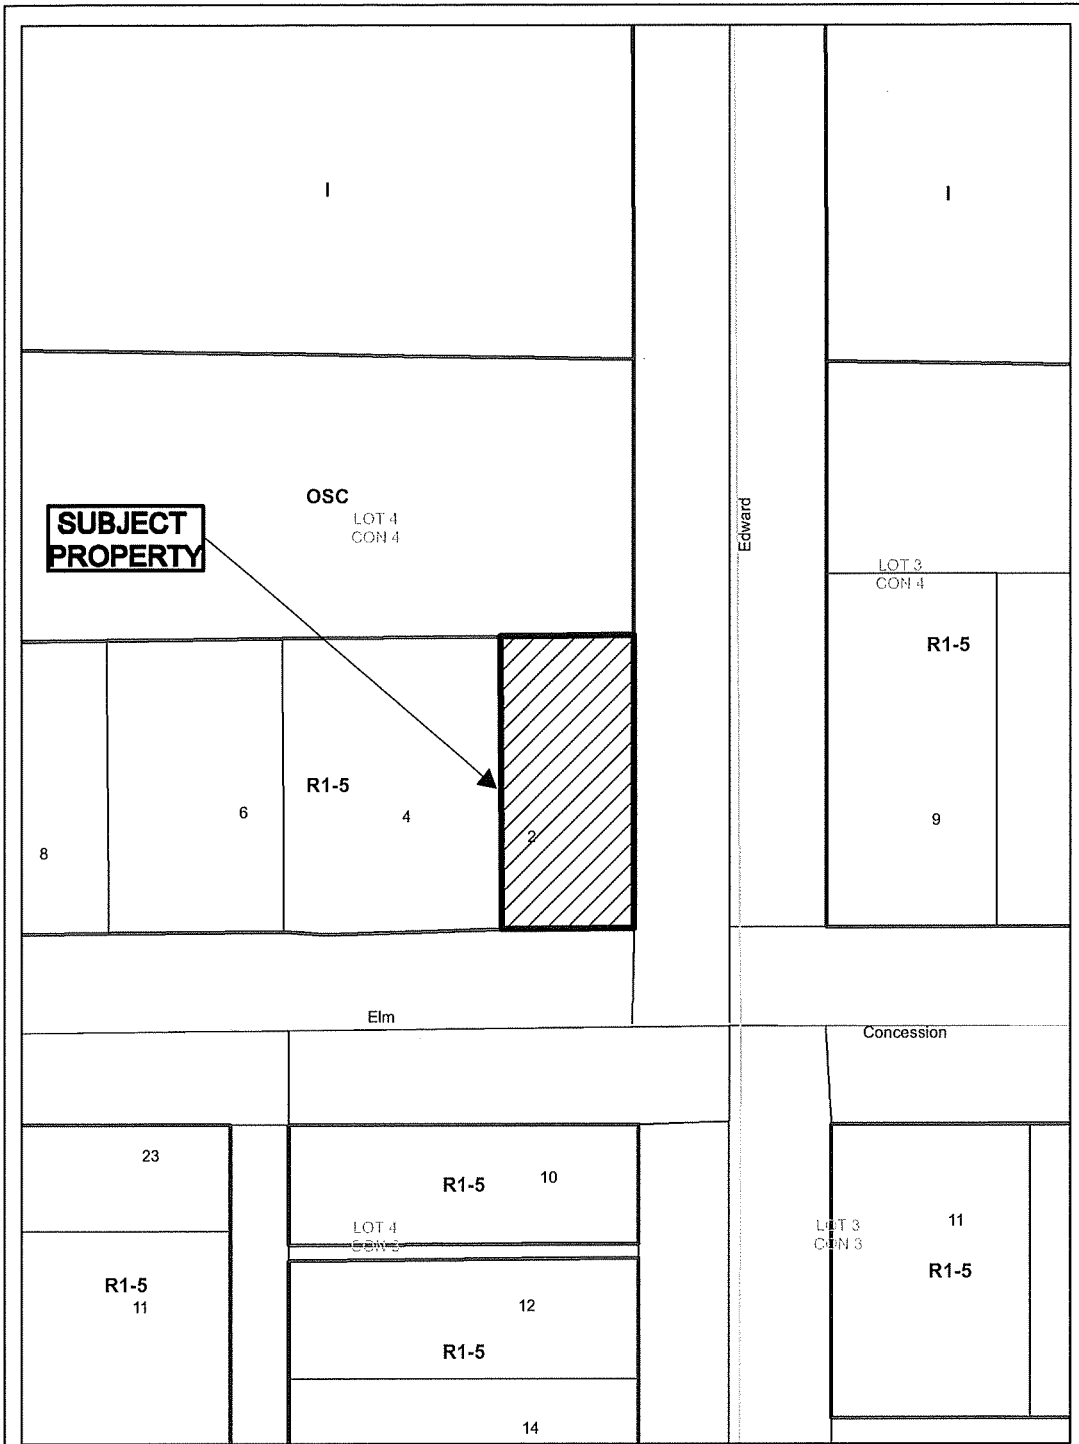 I
I
OSC
LOT 4
CON 4
SUBJECT
PROPERTY
Edward
LOT 3
CON 4
R1-5
R1-5
6
4
2
9
8
Elm
Concession
23
R1-5
10
LOT 4
CON 3
LOT 3
CON 3
11
R1-5
R1-5
11
12
R1-5
14